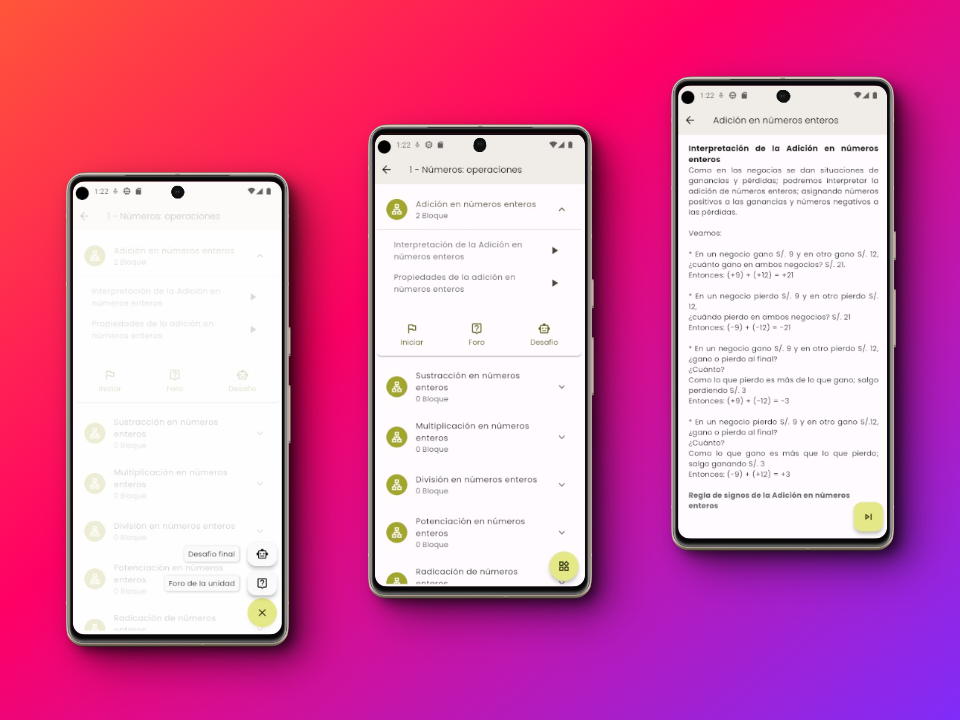 1:22
1 - Números: operaciones
Adición en números enteros
2 Bloque
Interpretación de la Adición en
números enteros
Propiedades de la adición en
números enteros
Iniciar
Foro
Desafio
Sustracción en números
enteros
0 Bloque
Multiplicación en números
enteros
0 Bloque
División en números enteros
0 Bloque
Desafio final
Potenciación en números
enteros
0 Bloque
Foro de la unidad
Radicación de números
enteros
1:22
1 - Números: operaciones
Adición en números enteros
2 Bloque
Interpretación de la Adición en
números enteros
Propiedades de la adición en
números enteros
Iniciar
Foro
Desafio
Sustracción en números
enteros
0 Bloque
Multiplicación en números
enteros
0 Bloque
División en números enteros
0 Bloque
Potenciación en números
enteros
0 Bloque
Radicación de números
enteros
1:22
Adición en números enteros
Interpretación de la Adición en números
enteros
Como en los negocios se dan situaciones de
ganancias y pérdidas; podremos interpretar la
adición de números enteros; asignando números
positivos a las ganancias y números negativos a
las pérdidas.
Veamos:
* En un negocio gano S/. 9 y en otro gano S/. 12,
¿cuánto gano en ambos negocios? S/. 21.
Entonces: (+9) + (+12) = +21
* En un negocio pierdo S/. 9 y en otro pierdo S/.
12,
¿cuándo pierdo en ambos negocios? S/. 21
Entonces: (-9) + (-12) = -21
* En un negocio gano S/. 9 y en otro pierdo S/. 12,
¿gano o pierdo al final?
¿Cuánto?
Como lo que pierdo es más de lo que gano; salgo
perdiendo S/. 3
Entonces: (+9) + (-12) = -3
* En un negocio pierdo S/. 9 y en otro gano S/.12,
¿gano o pierdo al final?
¿Cuánto?
Como lo que gano es más que lo que pierdo;
salgo ganando S/. 3
Entonces: (-9) + (+12) = +3
Regla de signos de la Adición en números
enteros